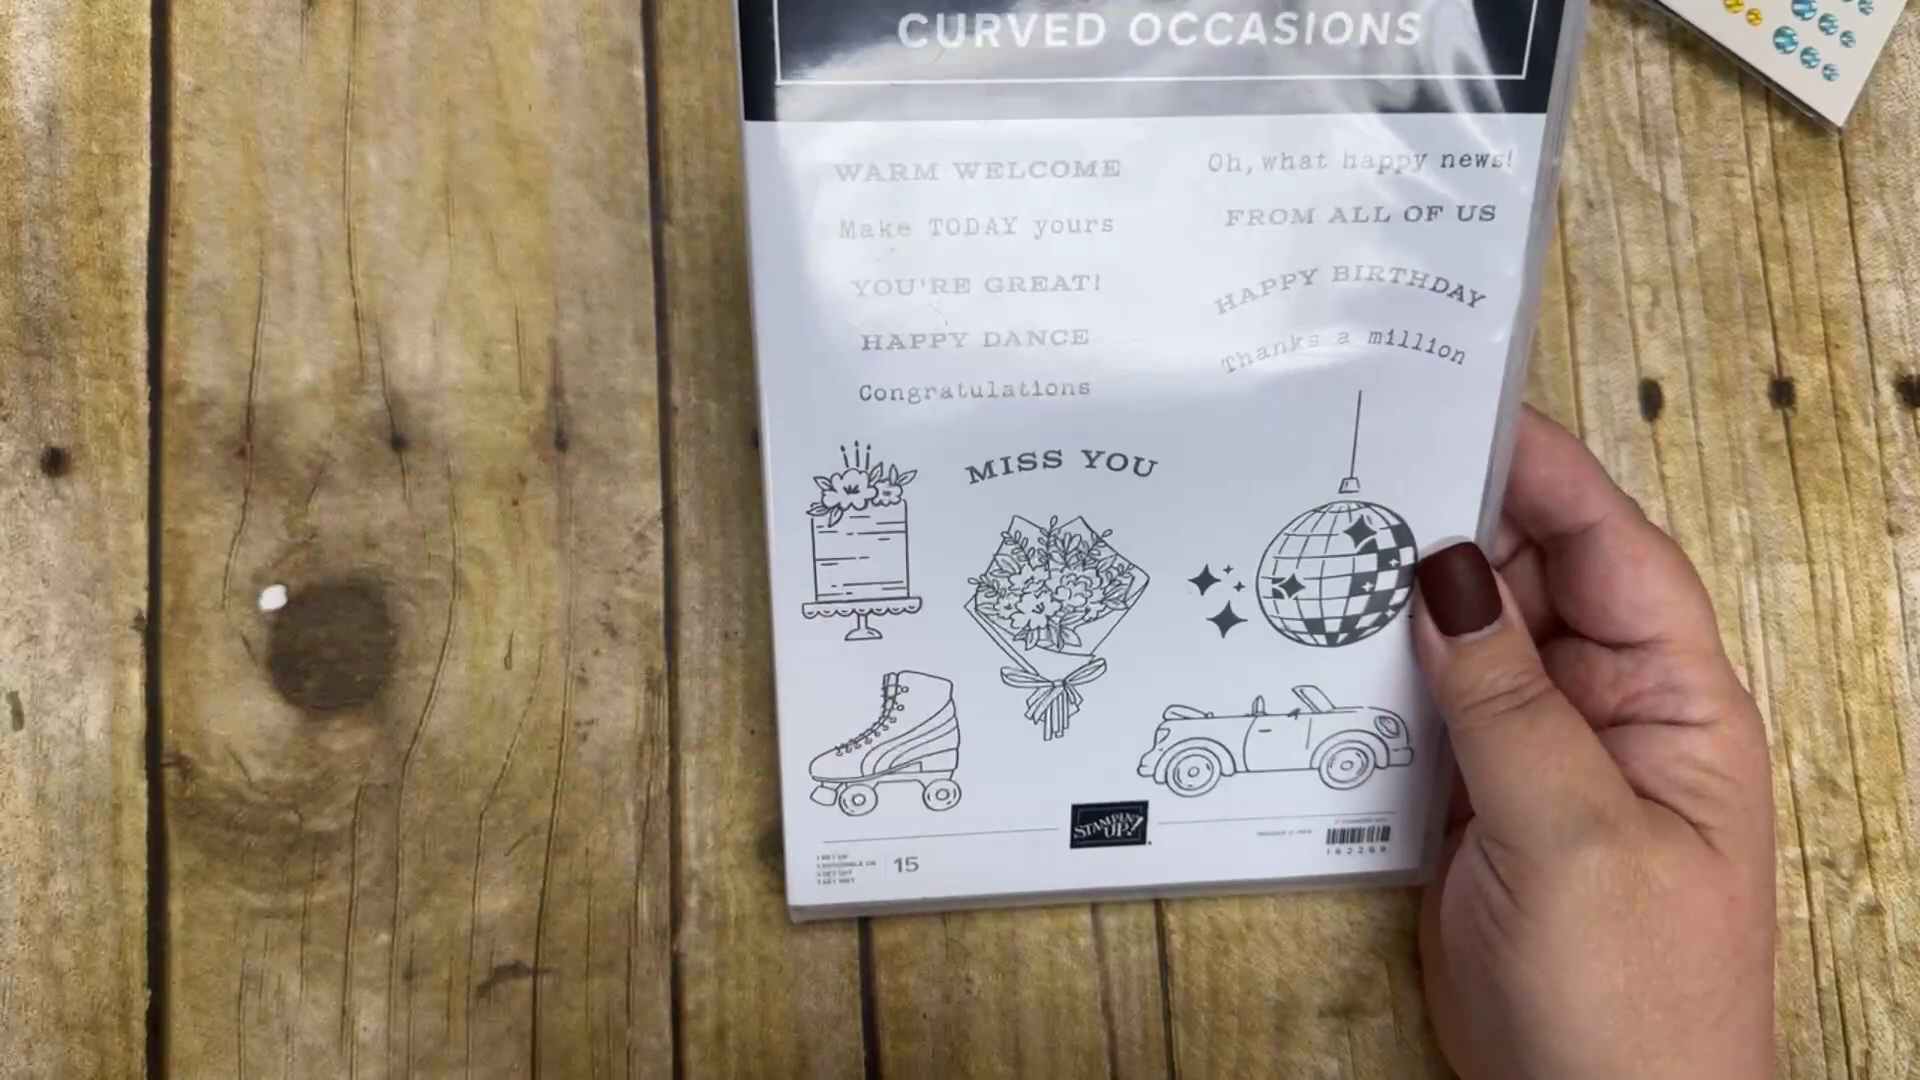 CURVED OCCASIONS
WARM WELCOME
Make TODAY yours
YOU'RE GREAT!
HAPPY DANCE
Congratulations
Oh, what happy news!
FROM ALL OF US
HAPPY BIRTHDAY
Thanks a million
MISS YOU
STAMPIN' UP!
15